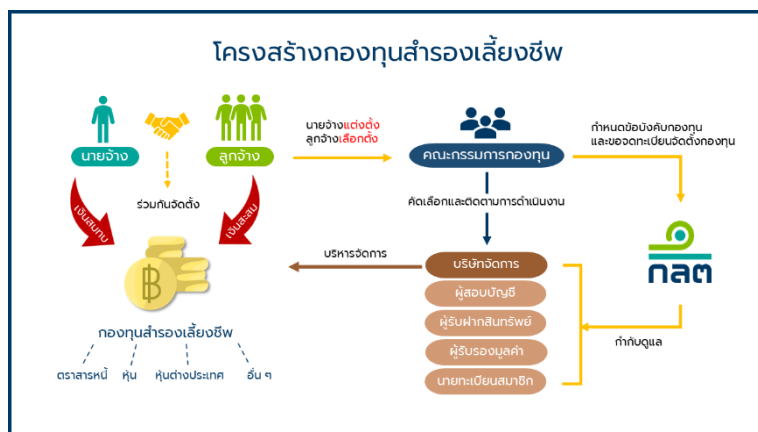 โครงสร้างกองทุนสำรองเลี้ยงชีพ
นายจ้าง
ลูกจ้าง
นายจ้างแต่งตั้ง
ลูกจ้างเลือกตั้ง
คณะกรรมการกองทุน
กำหนดข้อบังคับกองทุน
และขอจดทะเบียนจัดตั้งกองทุน
เงินสมทบ
ร่วมกันจัดตั้ง
เงินสะสม
คัดเลือกและติดตามการดำเนินงาน
บริหารจัดการ
บริษัทจัดการ
ผู้สอบบัญชี
ผู้รับฝากสินทรัพย์
ผู้รับรองมูลค่า
นายทะเบียนสมาชิก
กลต
กำกับดูแล
กองทุนสำรองเลี้ยงชีพ
ตราสารหนี้ หุ้น หุ้นต่างประเทศ อื่น ๆ